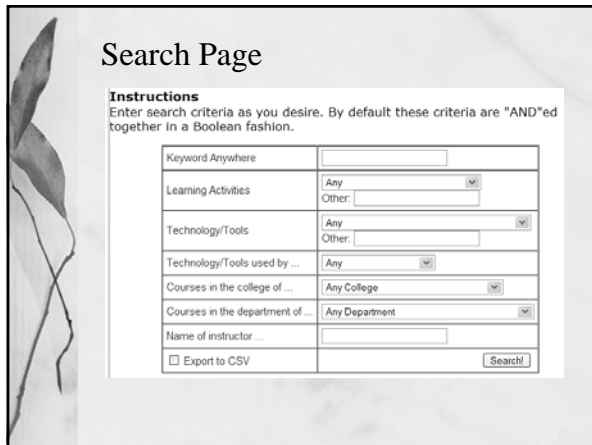 Search Page
Instructions
Enter search criteria as you desire. By default these criteria are "AND"ed
together in a Boolean fashion.
Keyword Anywhere
Learning Activities
Any
Other:
Technology/Tools
Any
Other:
Technology/Tools used by ...
Any
Courses in the college of ...
Any College
Courses in the department of ...
Any Department
Name of instructor ...
Export to CSV
Search!